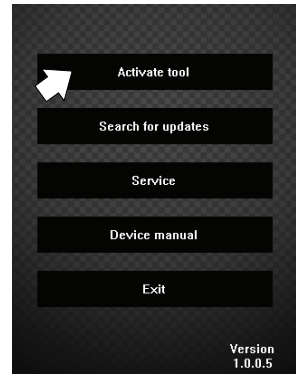 Activate tool
Search for updates
Service
Device manual
Exit
Version
1.0.0.5